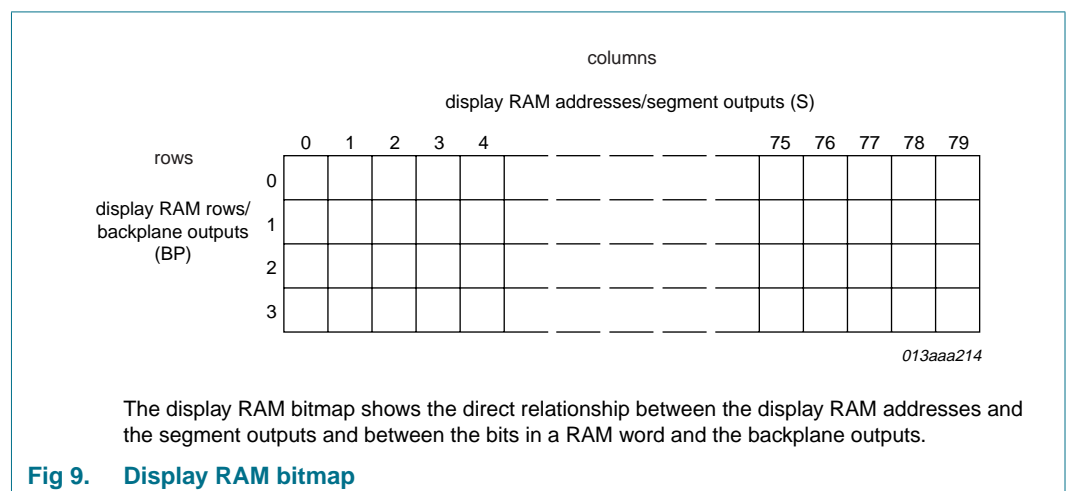 columns
display RAM addresses/segment outputs (S)
0 1 2 3 4 75 76 77 78 79
rows
0
display RAM rows/
1
backplane outputs
(BP)
2
3
013aaa214
The display RAM bitmap shows the direct relationship between the display RAM addresses and
the segment outputs and between the bits in a RAM word and the backplane outputs.
Fig 9. Display RAM bitmap